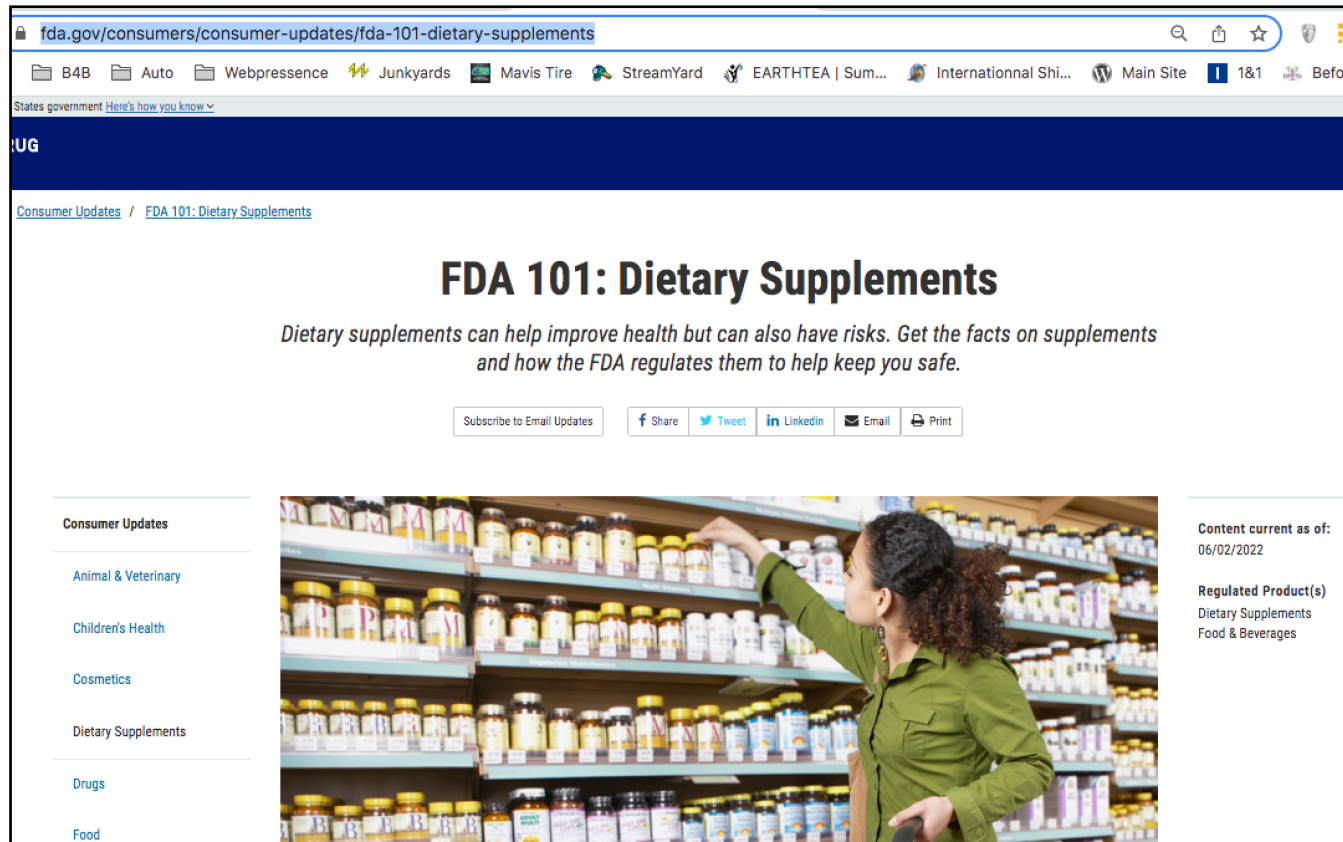 fda.gov/consumers/consumer-updates/fda-101-dietary-supplements
B4B Auto Webpressence Junkyards Mavis Tire StreamYard EARTHTEA | Sum... Internationnal Shi... Main Site 1&1 Befo
States government Here's how you know
UG
Consumer Updates / FDA 101: Dietary Supplements
FDA 101: Dietary Supplements
Dietary supplements can help improve health but can also have risks. Get the facts on supplements
and how the FDA regulates them to help keep you safe.
Subscribe to Email Updates f Share Tweet in Linkedin Email Print
Consumer Updates
Animal & Veterinary
Children's Health
Cosmetics
Dietary Supplements
Drugs
Food
Content current as of:
06/02/2022
Regulated Product(s)
Dietary Supplements
Food & Beverages